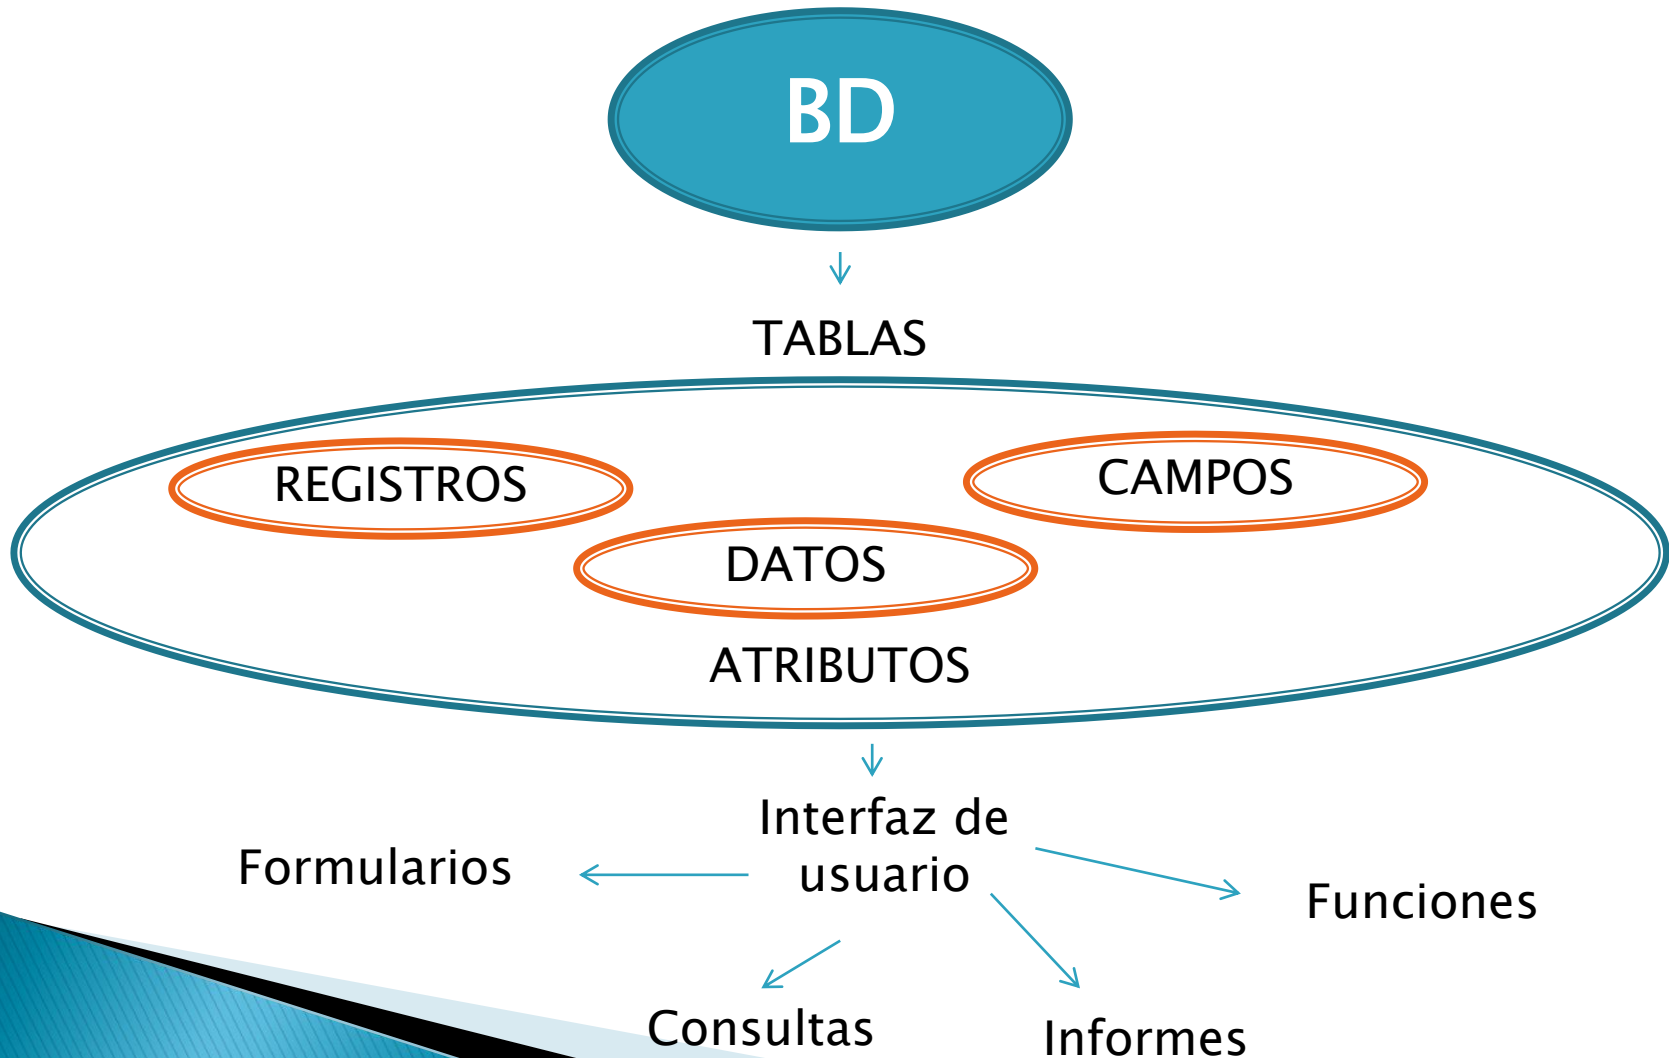 BD
TABLAS
REGISTROS
CAMPOS
DATOS
ATRIBUTOS
Interfaz de
usuario
Formularios
Funciones
Consultas
Informes